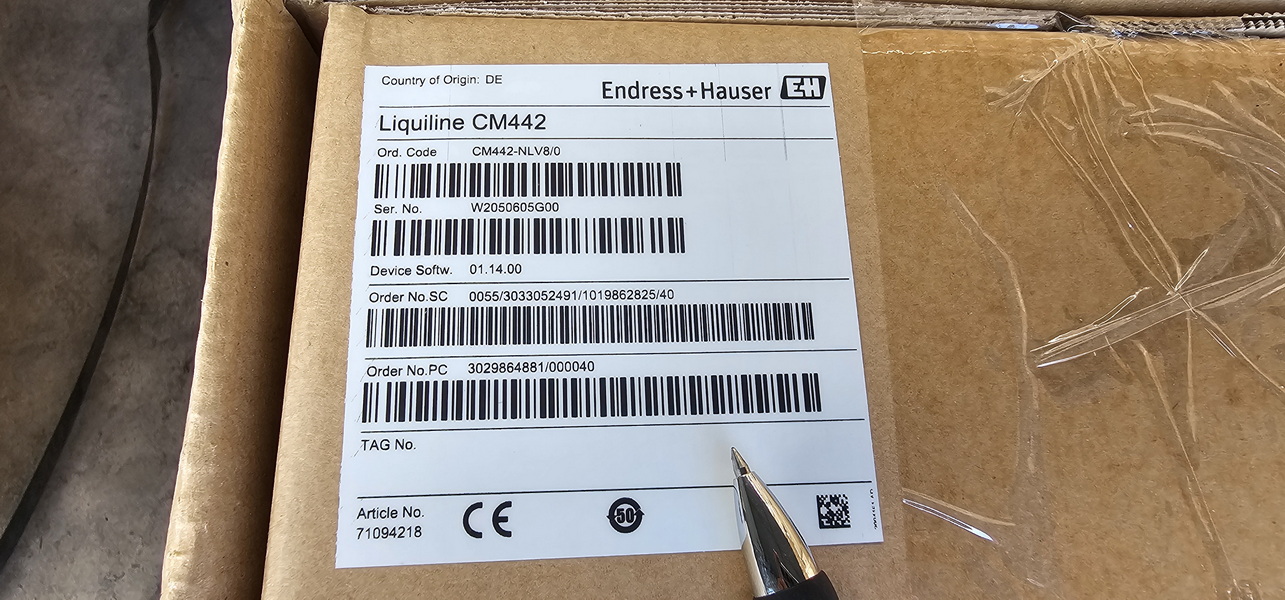 Country of Origin: DE
Endress+Hauser EH
Liquiline CM442
Ord. Code CM442-NLV8/0
Ser. No. W2050605G00
Device Softw. 01.14.00
Order No.SC 0055/3033052491/1019862825/40
Order No.PC 3029864881/000040
TAG No.
Article No.
71094218
CE
50